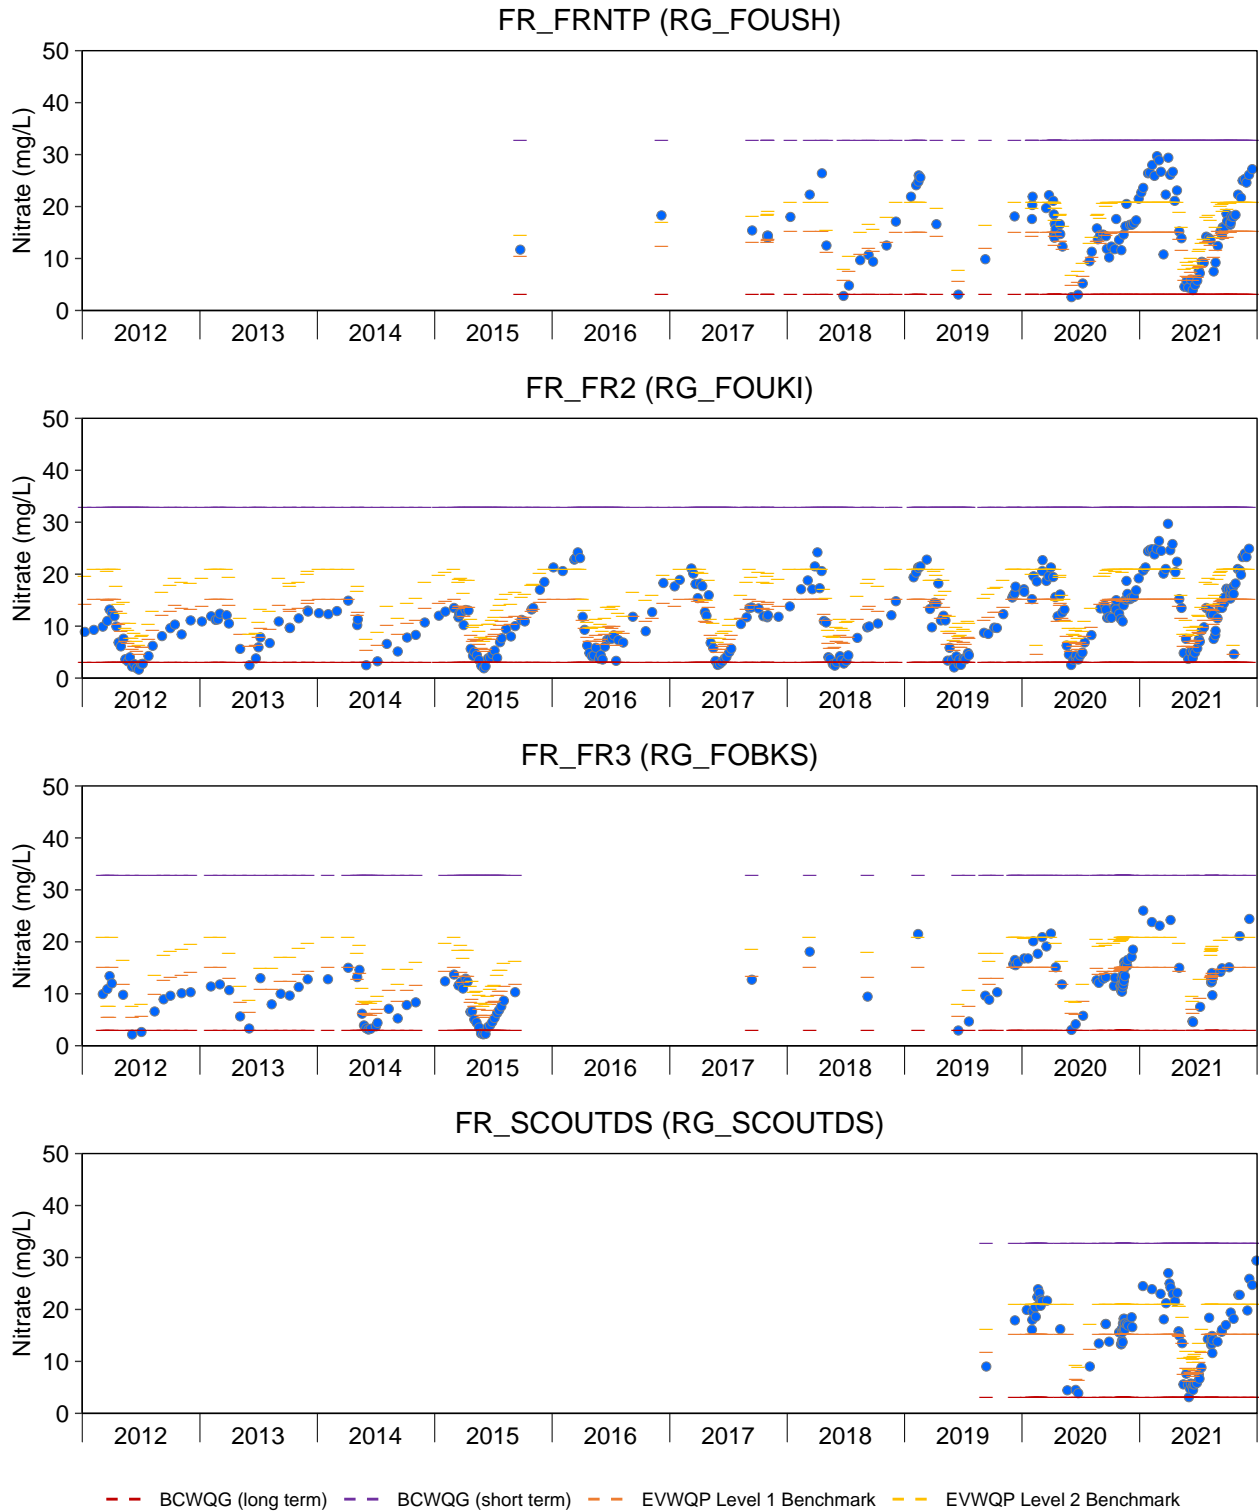 FR_FRNTP (RG_FOUSH)
Nitrate (mg/L)
50
40
30
20
10
0
2012 2013 2014 2015 2016 2017 2018 2019 2020 2021
FR_FR2 (RG_FOUKI)
Nitrate (mg/L)
50
40
30
20
10
0
2012 2013 2014 2015 2016 2017 2018 2019 2020 2021
FR_FR3 (RG_FOBKS)
Nitrate (mg/L)
50
40
30
20
10
0
2012 2013 2014 2015 2016 2017 2018 2019 2020 2021
FR_SCOUTDS (RG_SCOUTDS)
Nitrate (mg/L)
50
40
30
20
10
0
2012 2013 2014 2015 2016 2017 2018 2019 2020 2021
BCWQG (long term) BCWQG (short term) EVWQP Level 1 Benchmark EVWQP Level 2 Benchmark